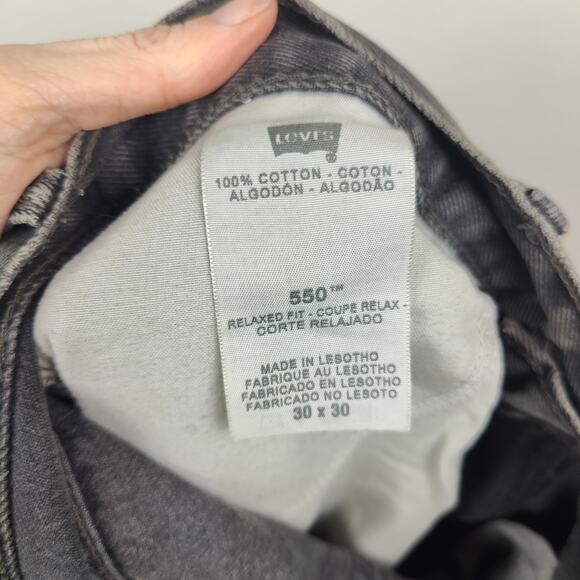 LEVI'S
®
100% COTTON - COTON -
ALGODÓN - ALGODÃO
550™
RELAXED FIT - COUPE RELAX -
CORTE RELAJADO
MADE IN LESOTHO
FABRIQUE AU LESOTHO
FABRICADO EN LESOTHO
FABRICADO NO LESOTO
30 x 30